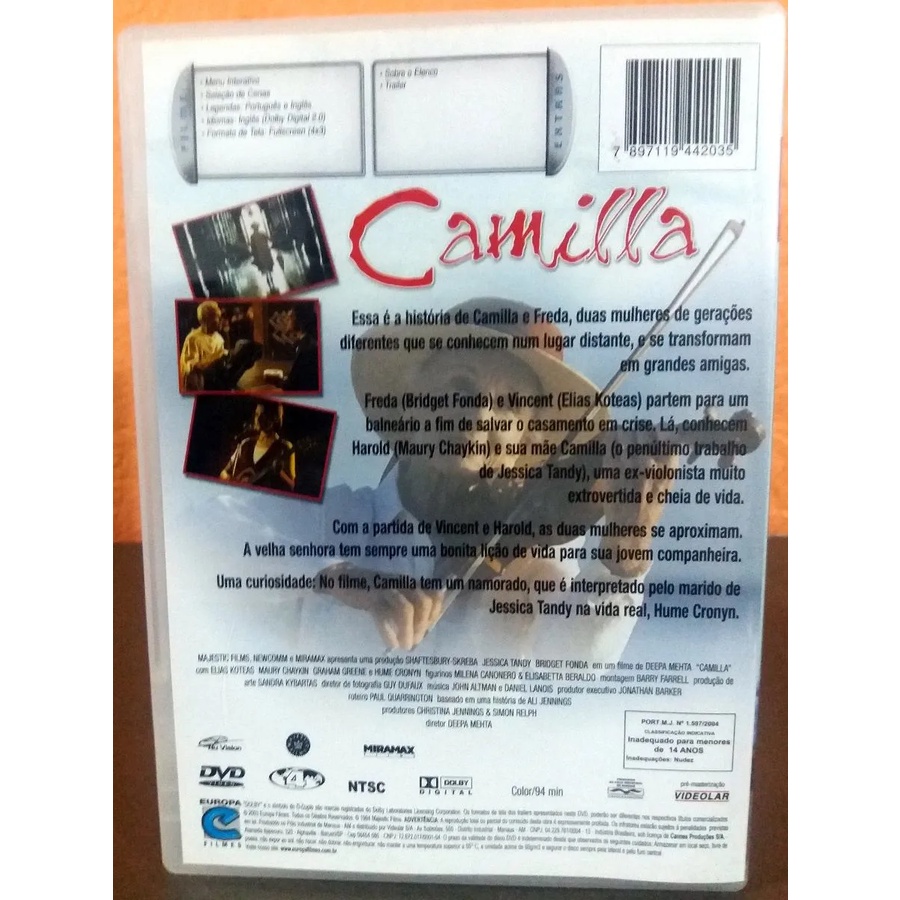 FILME
• Menu Interativo
• Seleção de Cenas
• Legendas: Português e Inglês
• Idiomas: Inglês (Dolby Digital 2.0)
• Formato de Tela: Fullscreen (4x3)
• Sobre o Elenco
• Trailer
EXTRAS
7 897119 442035
Camilla
Essa é a história de Camilla e Freda, duas mulheres de gerações
diferentes que se conhecem num lugar distante, e se transformam
em grandes amigas.
Freda (Bridget Fonda) e Vincent (Elias Koteas) partem para um
balneário a fim de salvar o casamento em crise. Lá, conhecem
Harold (Maury Chaykin) e sua mãe Camilla (o penúltimo trabalho
de Jessica Tandy), uma ex-violonista muito
extrovertida e cheia de vida.
Com a partida de Vincent e Harold, as duas mulheres se aproximam.
A velha senhora tem sempre uma bonita lição de vida para sua jovem companheira.
Uma curiosidade: No filme, Camilla tem um namorado, que é interpretado pelo marido de
Jessica Tandy na vida real, Hume Cronyn.
MAJESTIC FILMS, NEWCOMM e MIRAMAX apresenta uma produção SHAFTESBURY-SKREBA JESSICA TANDY BRIDGET FONDA em um filme de DEEPA MEHTA "CAMILLA"
com ELIAS KOTEAS MAURY CHAYKIN GRAHAM GREENE e HUME CRONYN figurinos MILENA CANONERO & ELISABETTA BERALDO montagem BARRY FARRELL produção de
arte SANDRA KYBARTAS diretor de fotografia GUY DUFAUX música JOHN ALTMAN e DANIEL LANOIS produtor executivo JONATHAN BARKER
roteiro PAUL QUARRINGTON baseado em uma história de ALI JENNINGS
produtores CHRISTINA JENNINGS & SIMON RELPH
diretor DEEPA MEHTA
PORT.M.J. Nº 1.597/2004
CLASSIFICAÇÃO INDICATIVA
Inadequado para menores
de 14 ANOS
Inadequações: Nudez
Nu Vision
MIRAMAX
DVD
VIDEO
4
NTSC
DOLBY
DIGITAL
Color/94 min
pré-masterização
VIDEOLAR
EUROPA
FILMES